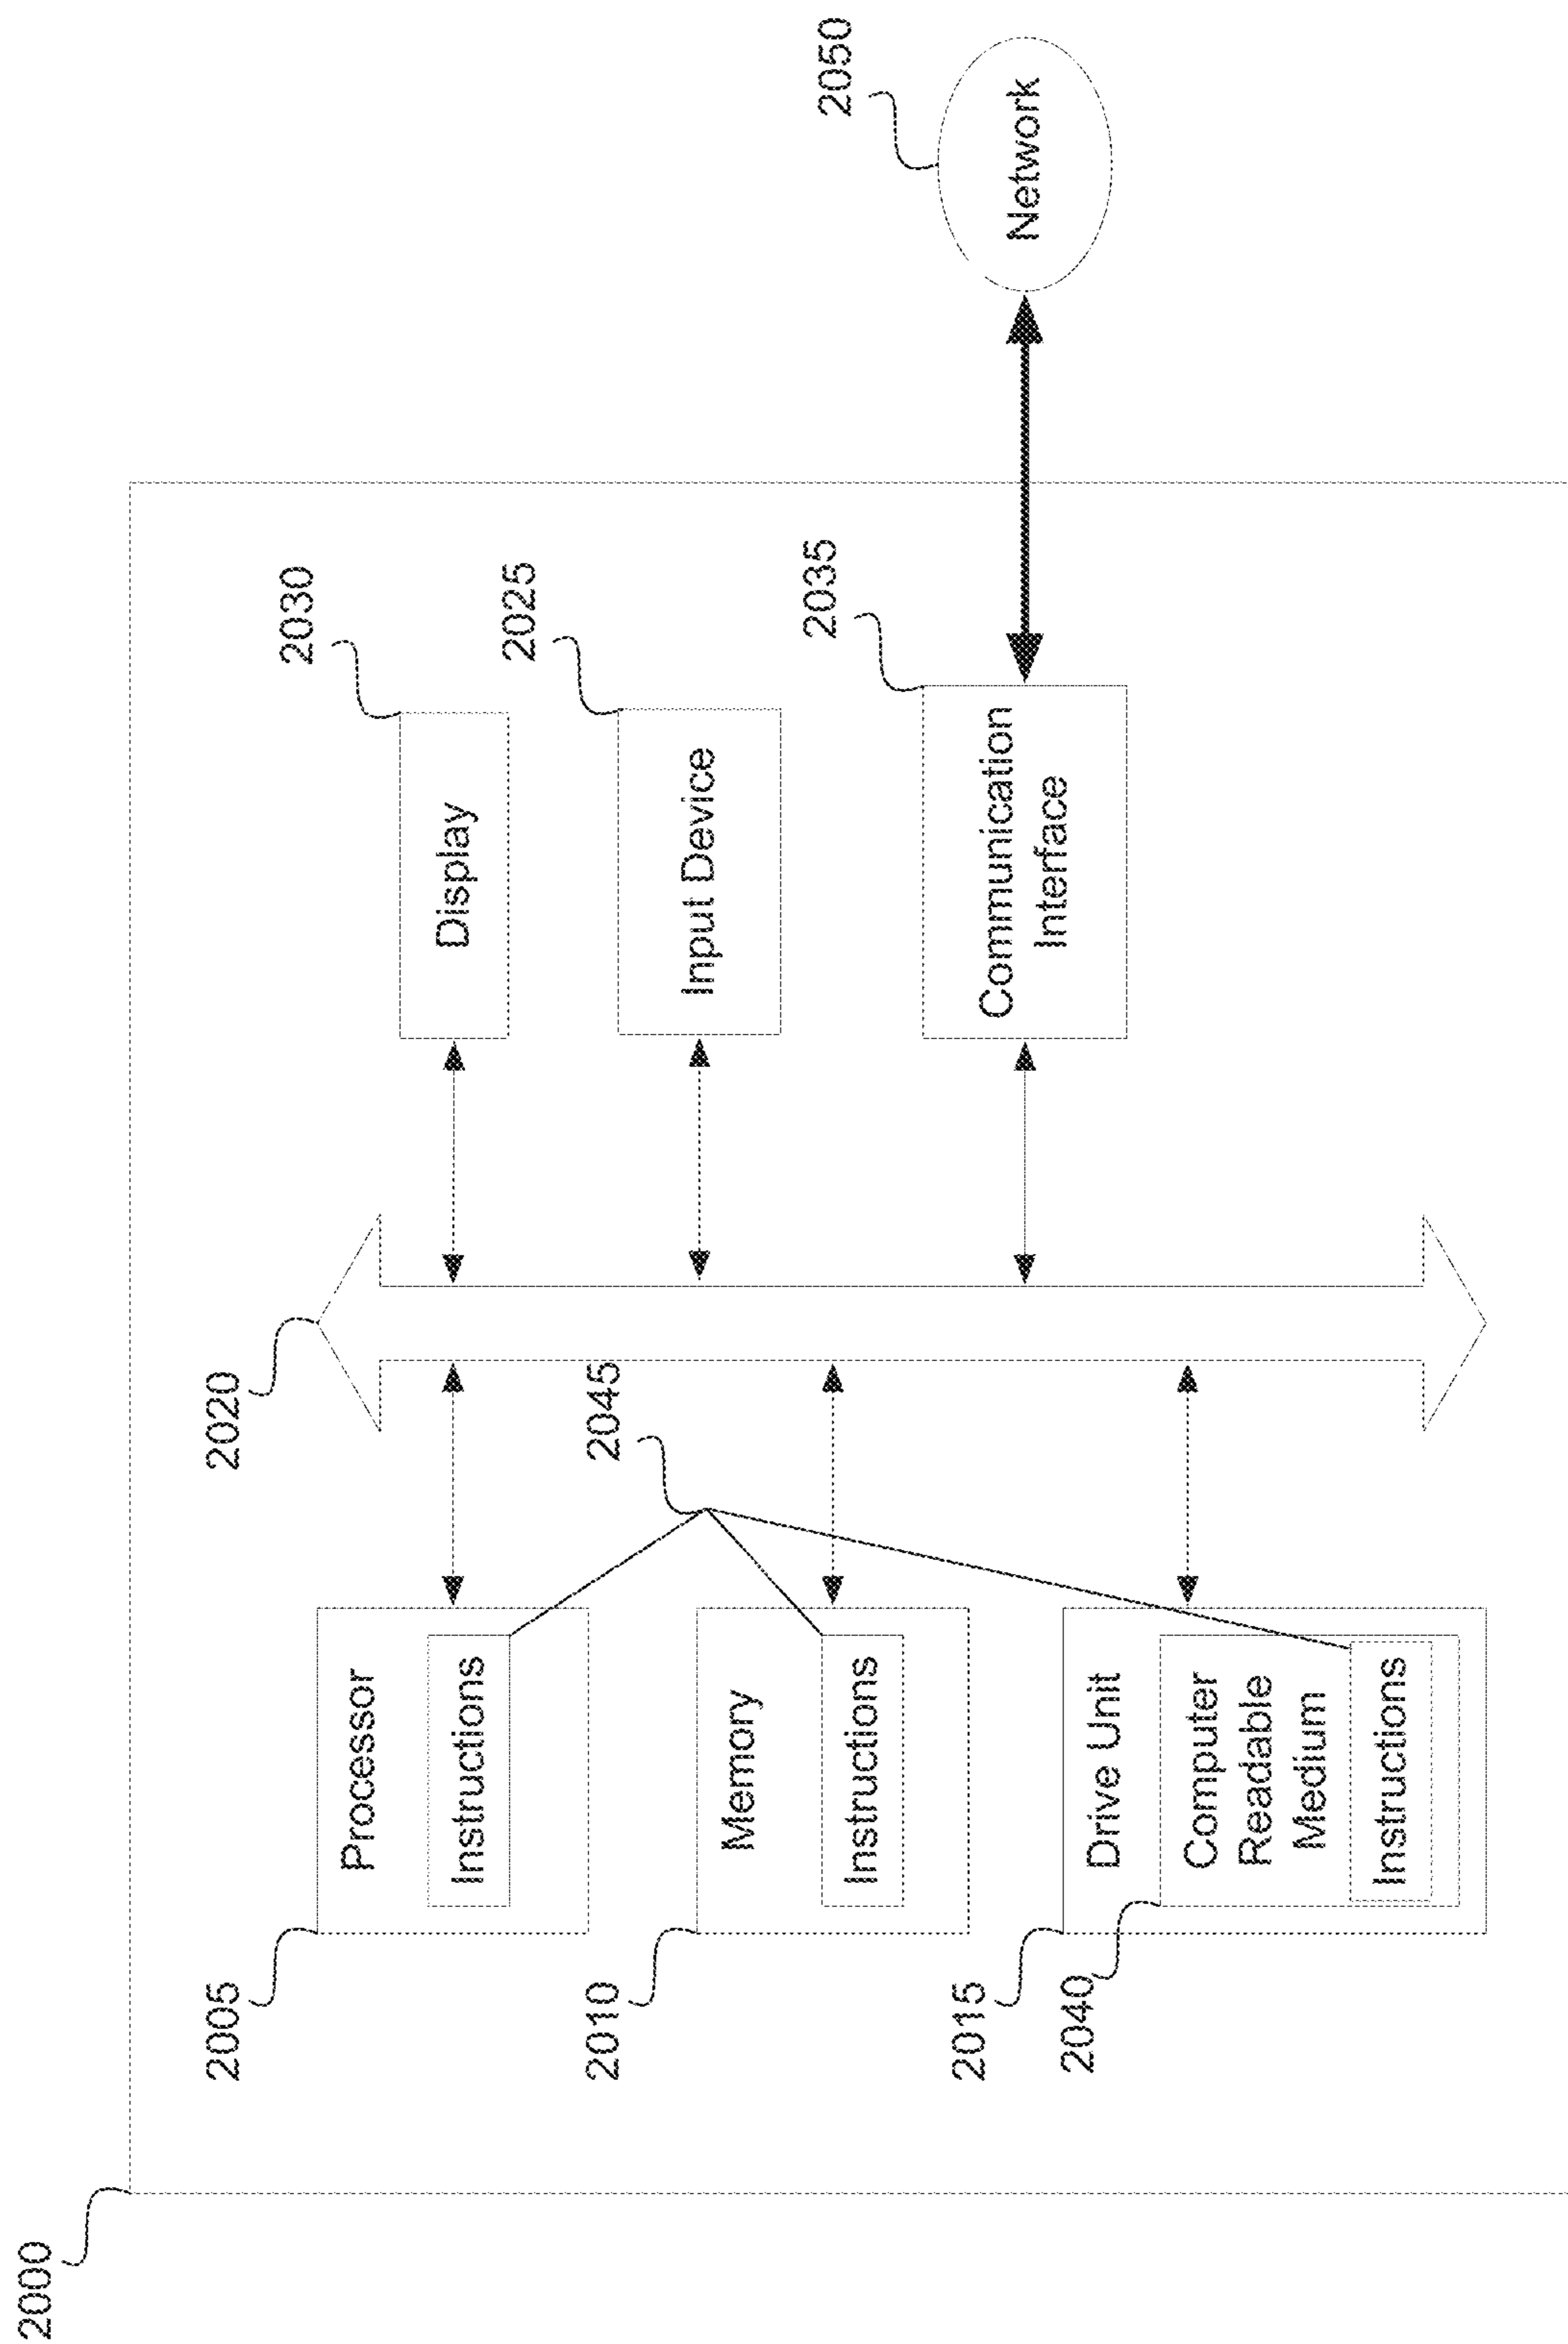 2000
2005
Processor
Instructions
2010
Memory
Instructions
2015
Drive Unit
2040
Computer
Readable
Medium
Instructions
2045
2020
2030
Display
2025
Input Device
2035
Communication
Interface
2050
Network